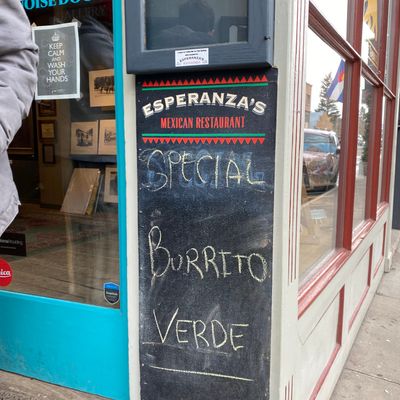 KEEP
CALM
AND
WASH
YOUR
HANDS
ESPERANZA'S
MEXICAN RESTAURANT
SPECIAL
BURRITO
VERDE